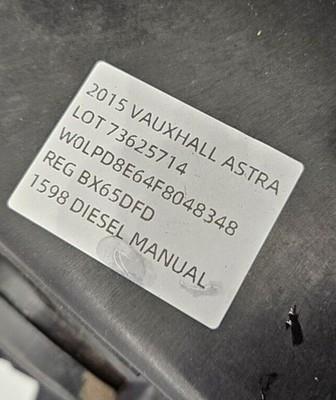 2015 VAUXHALL ASTRA
LOT 73625714
W0LPD8E64F8048348
REG BX65DFD
1598 DIESEL MANUAL